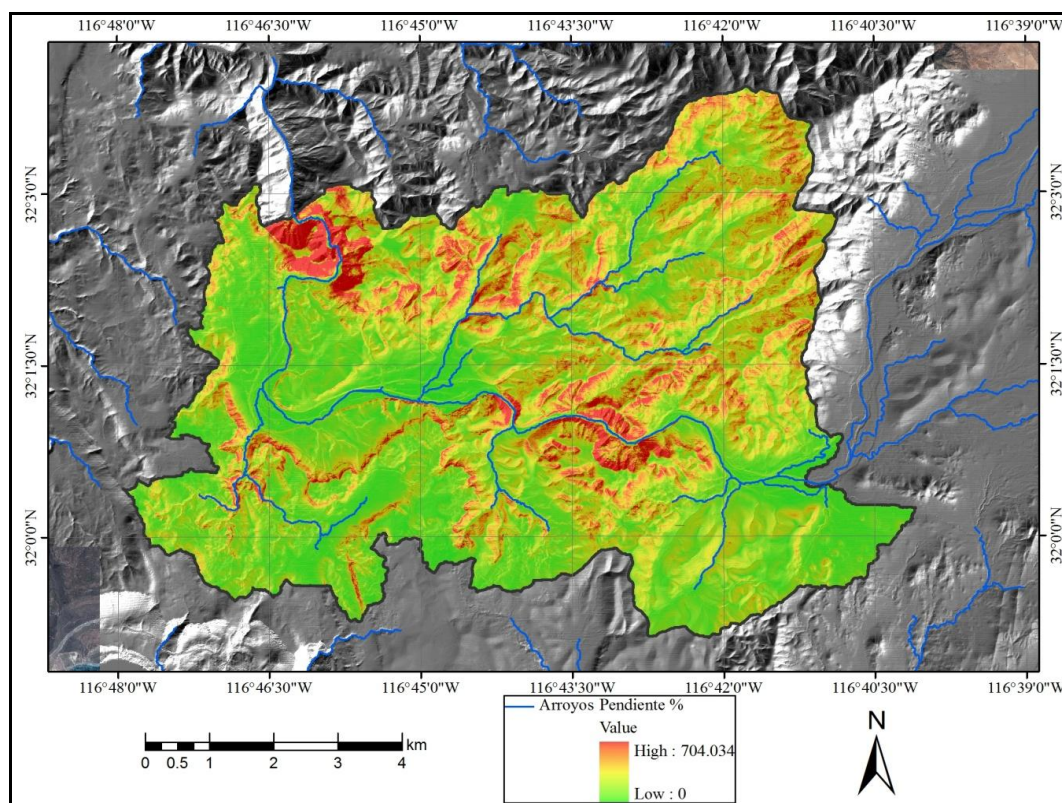 116°48'0"W 116°46'30"W 116°45'0"W 116°43'30"W 116°42'0"W 116°40'30"W 116°39'0"W
32°3'0"N 32°3'0"N
32°1'30"N 32°1'30"N
32°0'0"N 32°0'0"N
116°48'0"W 116°46'30"W 116°45'0"W 116°43'30"W 116°42'0"W 116°40'30"W 116°39'0"W
Arroyos Pendiente %
Value
High : 704.034
Low : 0
km
0 0.5 1 2 3 4
N